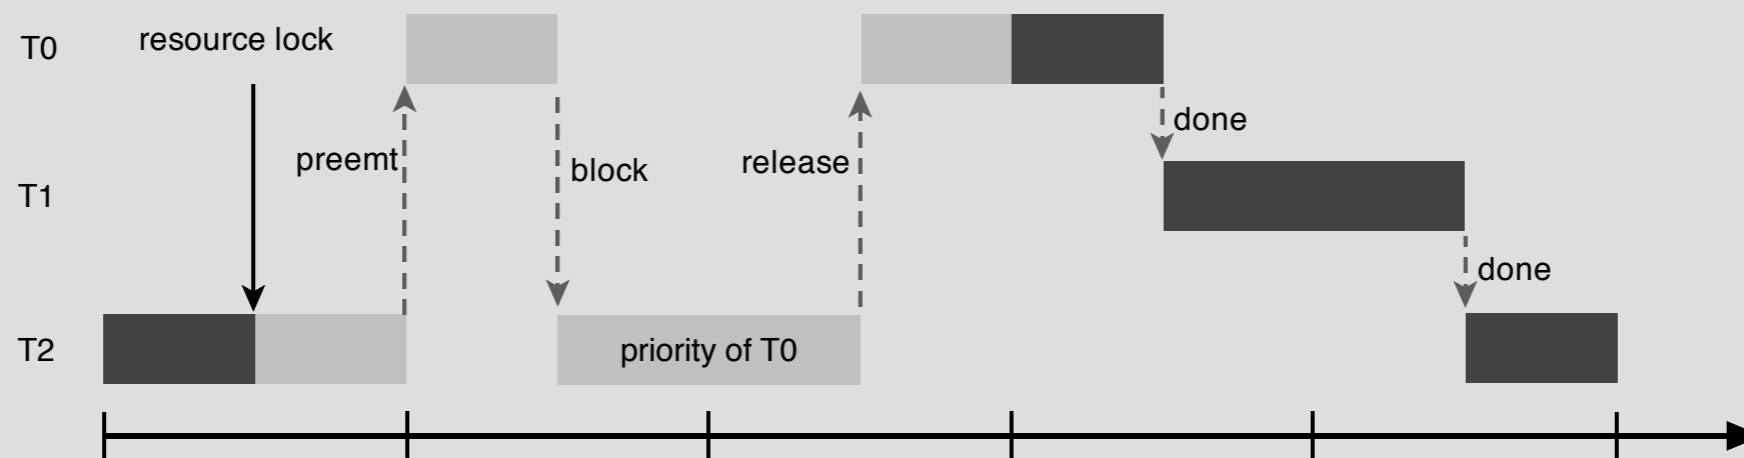 T0
resource lock
preemt
block
release
done
T1
done
T2
priority of T0